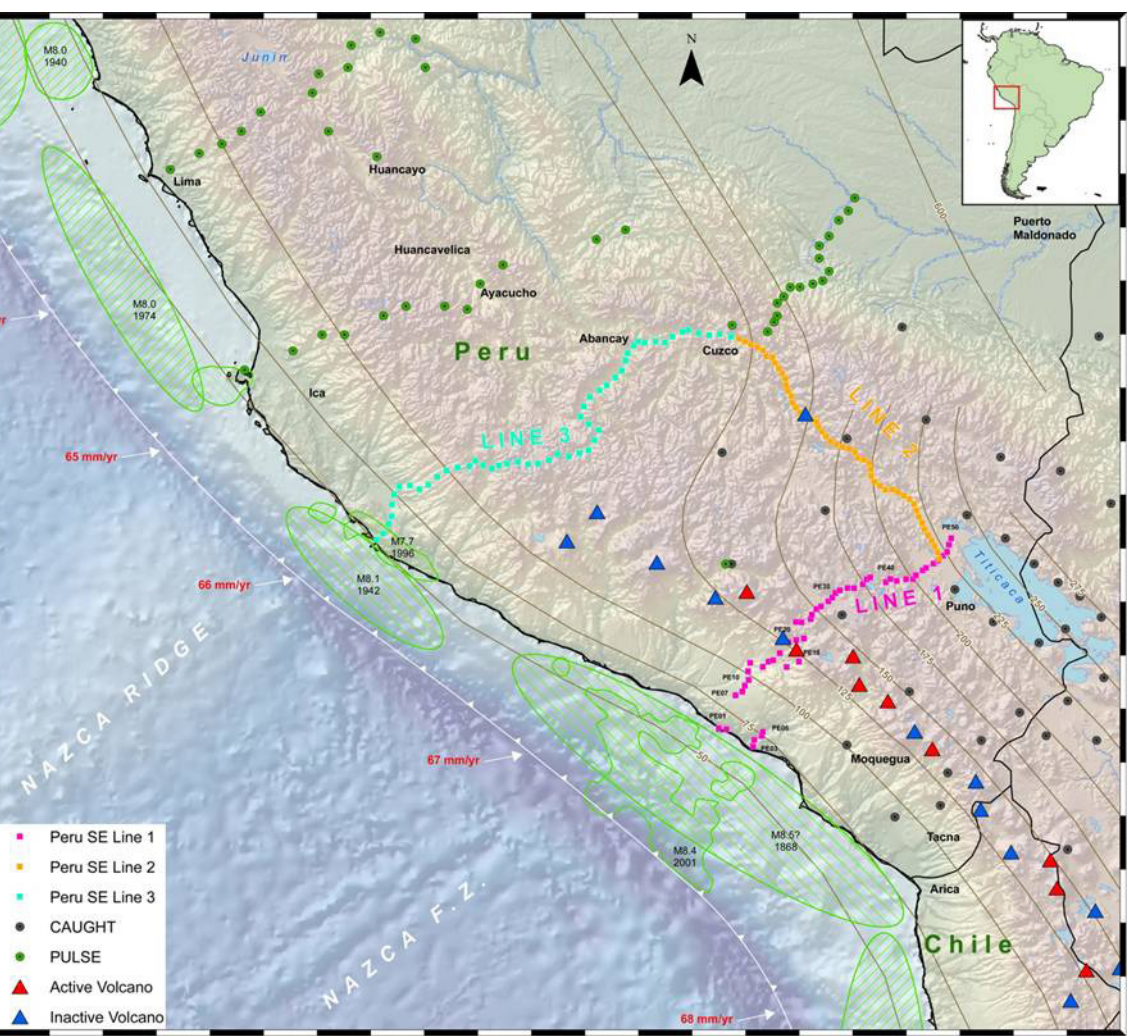 M8.0
1940
Junin
N
Lima
Huancayo
Puerto
Maldonado
600
Huancavelica
Ayacucho
M8.0
1974
Peru
Abancay
Cuzco
Ica
LINE 3
LINE 2
65 mm/yr
M7.7
1996
M8.1
1942
66 mm/yr
PE56
PE40
PE35
LINE 1
Puno
Titicaca
275
250
225
200
175
150
125
100
75
50
PE20
PE15
PE10
PE07
PE01
PE05
PE03
NAZCA RIDGE
67 mm/yr
Moquegua
Tacna
Arica
M8.5?
1868
M8.4
2001
NAZCA F.Z.
Chile
68 mm/yr
Peru SE Line 1
Peru SE Line 2
Peru SE Line 3
CAUGHT
PULSE
Active Volcano
Inactive Volcano